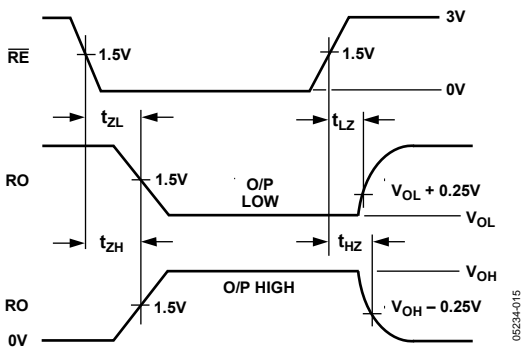 3V
RE
1.5V
1.5V
0V
tZL
tLZ
RO
1.5V
O/P
LOW
VOL + 0.25V
VOL
tZH
tHZ
VOH
RO
O/P HIGH
1.5V
VOH – 0.25V
0V
05234-015